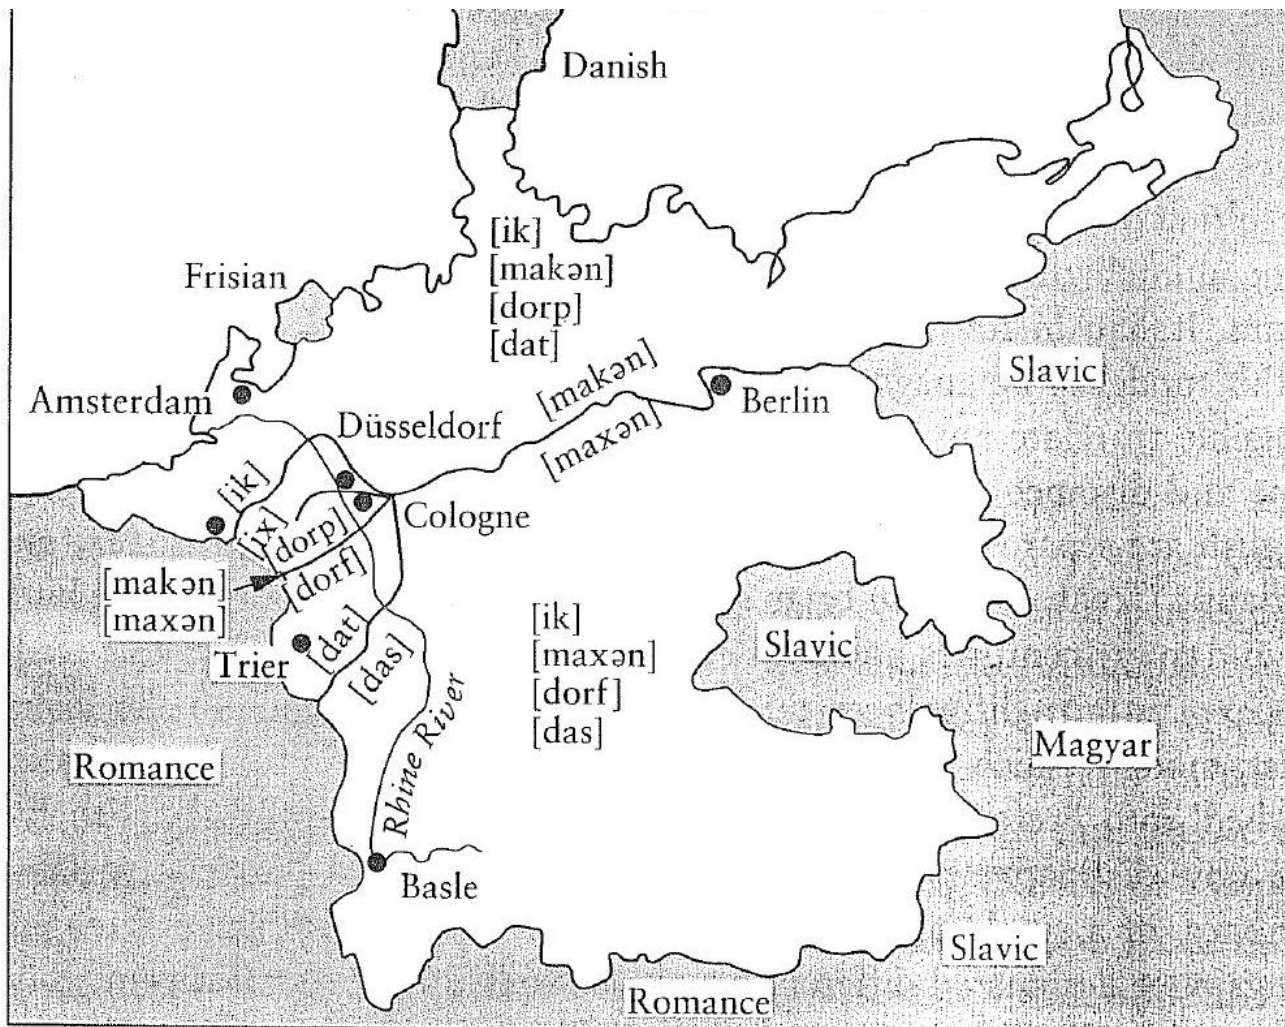 Danish
[ik]
[makən]
[dorp]
[dat]
Frisian
Amsterdam
Düsseldorf
[makən]
[maxən]
Berlin
Slavic
[ik]
[ix]
[dorp]
[dorf]
Cologne
[makən]
[maxən]
Trier
[dat]
[das]
Rhine River
[ik]
[maxən]
[dorf]
[das]
Slavic
Magyar
Romance
Basle
Slavic
Romance